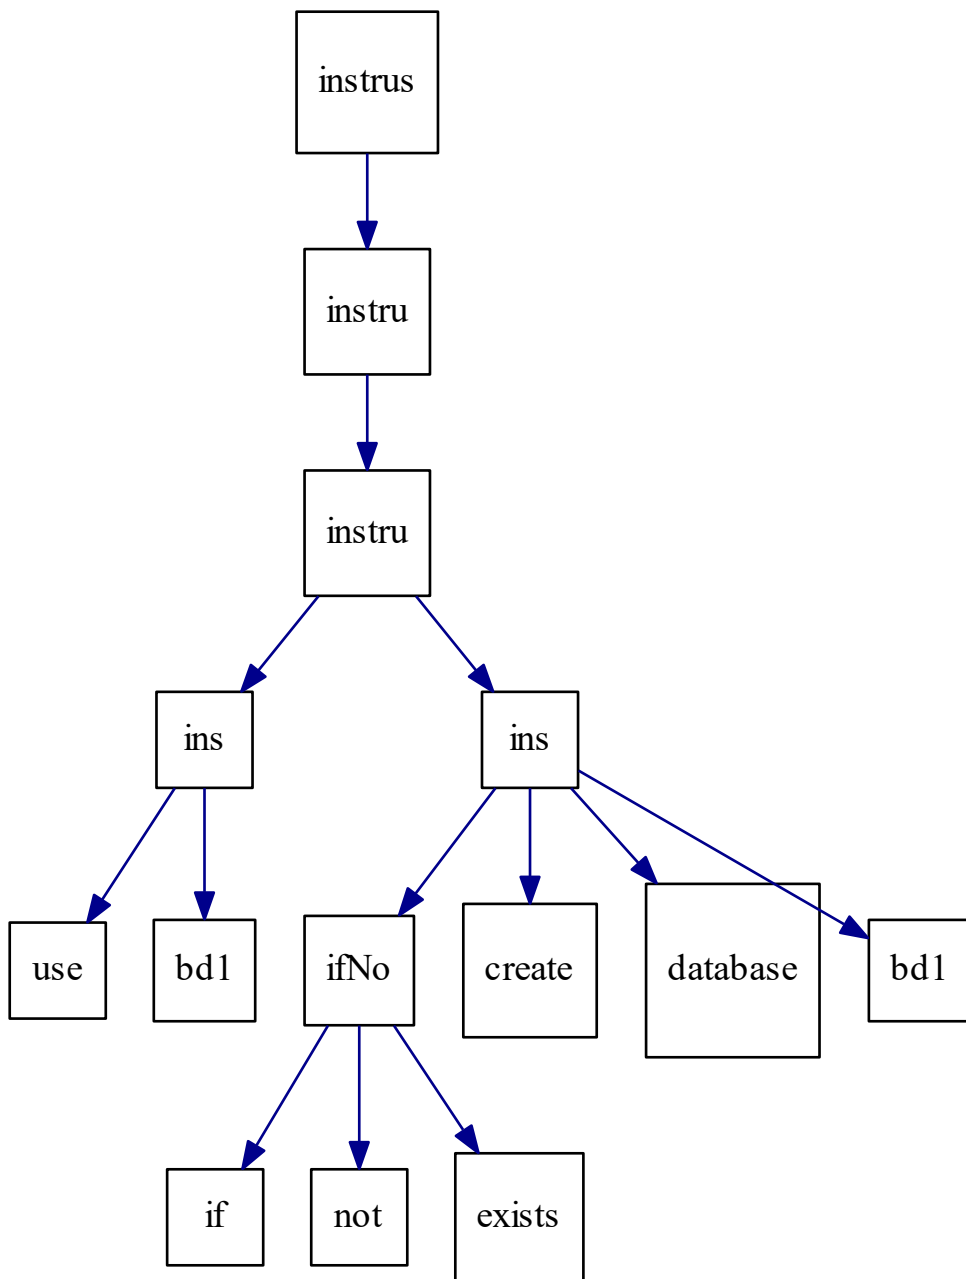 instrus
instru
instru
ins
ins
use
bd1
ifNo
create
database
bd1
if
not
exists